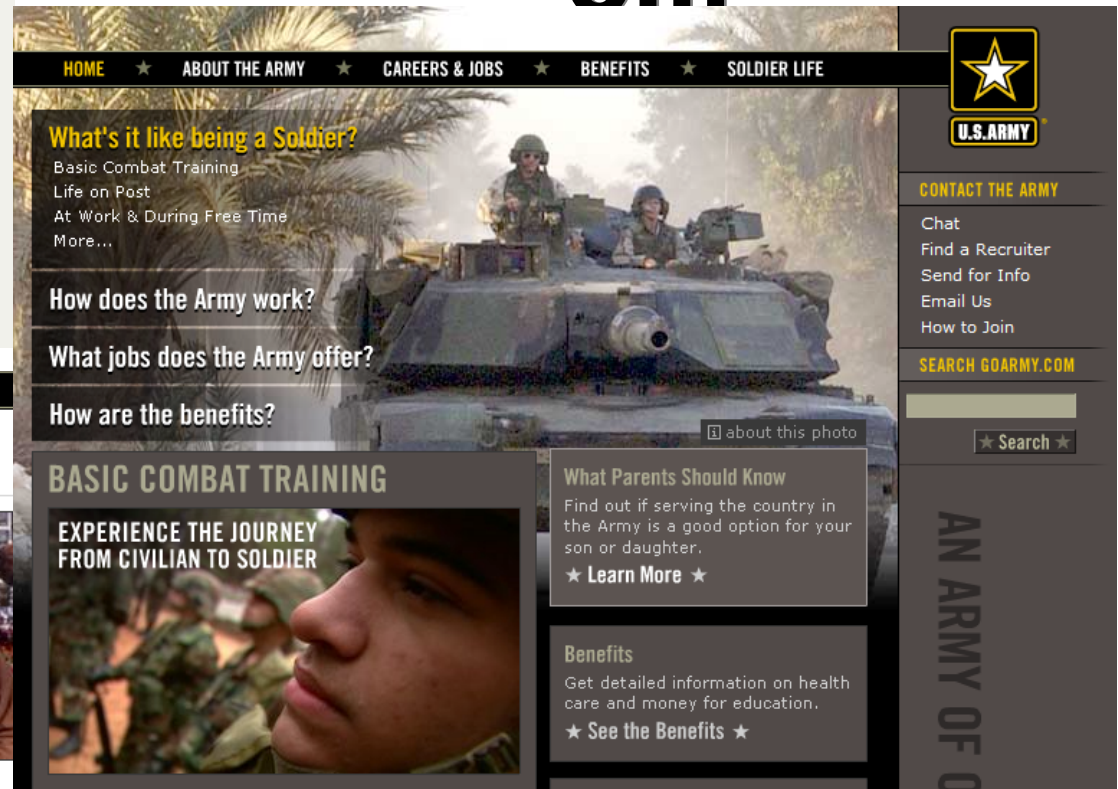 HOME ★ ABOUT THE ARMY ★ CAREERS & JOBS ★ BENEFITS ★ SOLDIER LIFE
What's it like being a Soldier?
Basic Combat Training
Life on Post
At Work & During Free Time
More...
How does the Army work?
What jobs does the Army offer?
How are the benefits?
i about this photo
BASIC COMBAT TRAINING
EXPERIENCE THE JOURNEY
FROM CIVILIAN TO SOLDIER
What Parents Should Know
Find out if serving the country in
the Army is a good option for your
son or daughter.
★ Learn More ★
Benefits
Get detailed information on health
care and money for education.
★ See the Benefits ★
U.S.ARMY
CONTACT THE ARMY
Chat
Find a Recruiter
Send for Info
Email Us
How to Join
SEARCH GOARMY.COM
★ Search ★
AN ARMY OF